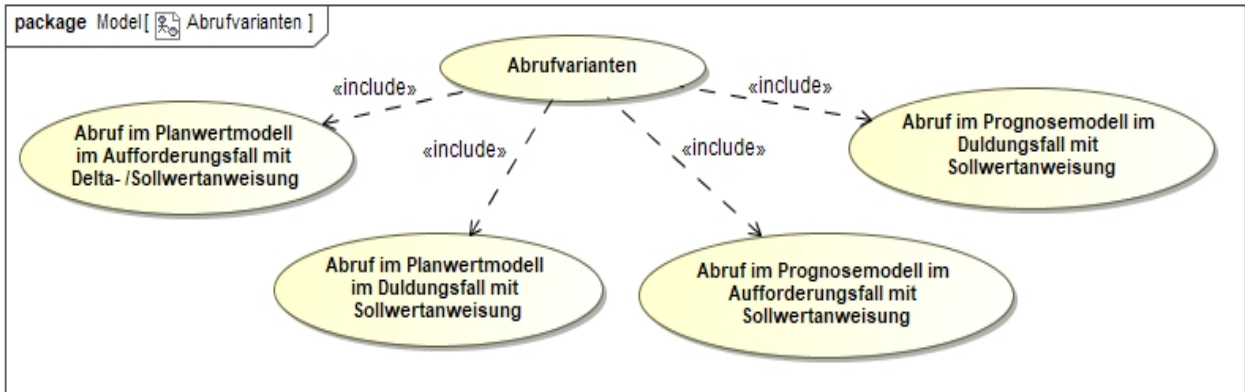 package Model[ Abrufvarianten ]
Abrufvarianten
«include»
«include»
«include»
«include»
Abruf im Planwertmodell
im Aufforderungsfall mit
Delta- /Sollwertanweisung
Abruf im Prognosemodell im
Duldungsfall mit
Sollwertanweisung
Abruf im Planwertmodell
im Duldungsfall mit
Sollwertanweisung
Abruf im Prognosemodell im
Aufforderungsfall mit
Sollwertanweisung